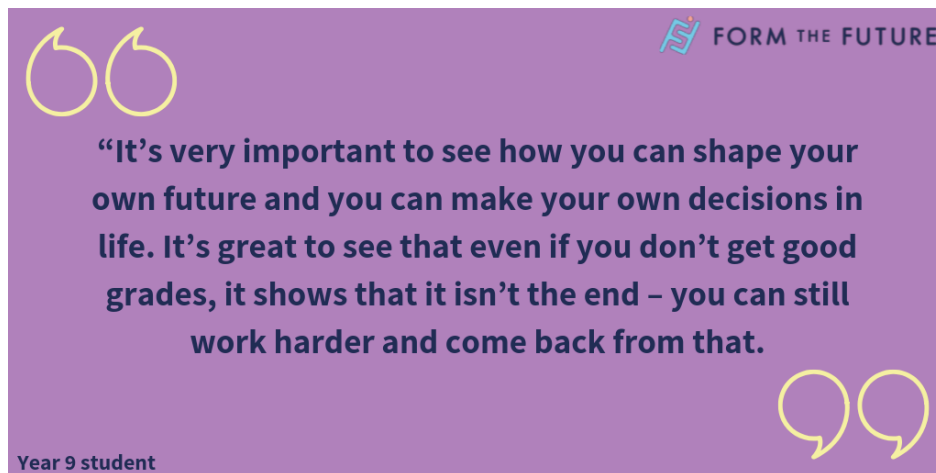 FORM THE FUTURE
“It’s very important to see how you can shape your
own future and you can make your own decisions in
life. It’s great to see that even if you don’t get good
grades, it shows that it isn’t the end – you can still
work harder and come back from that.
Year 9 student